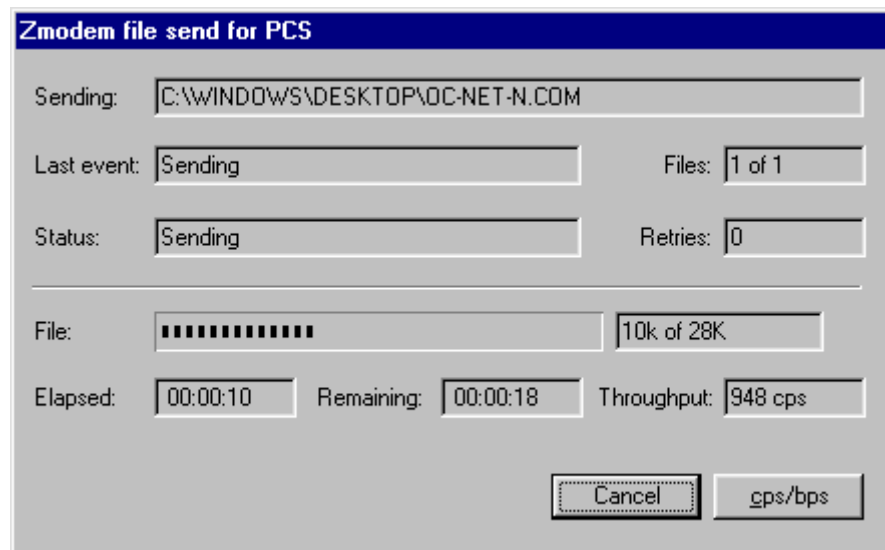 Zmodem file send for PCS
Sending: C:\WINDOWS\DESKTOP\OC-NET-N.COM
Last event: Sending Files: 1 of 1
Status: Sending Retries: 0
File: 10k of 28K
Elapsed: 00:00:10 Remaining: 00:00:18 Throughput: 948 cps
Cancel cps/bps